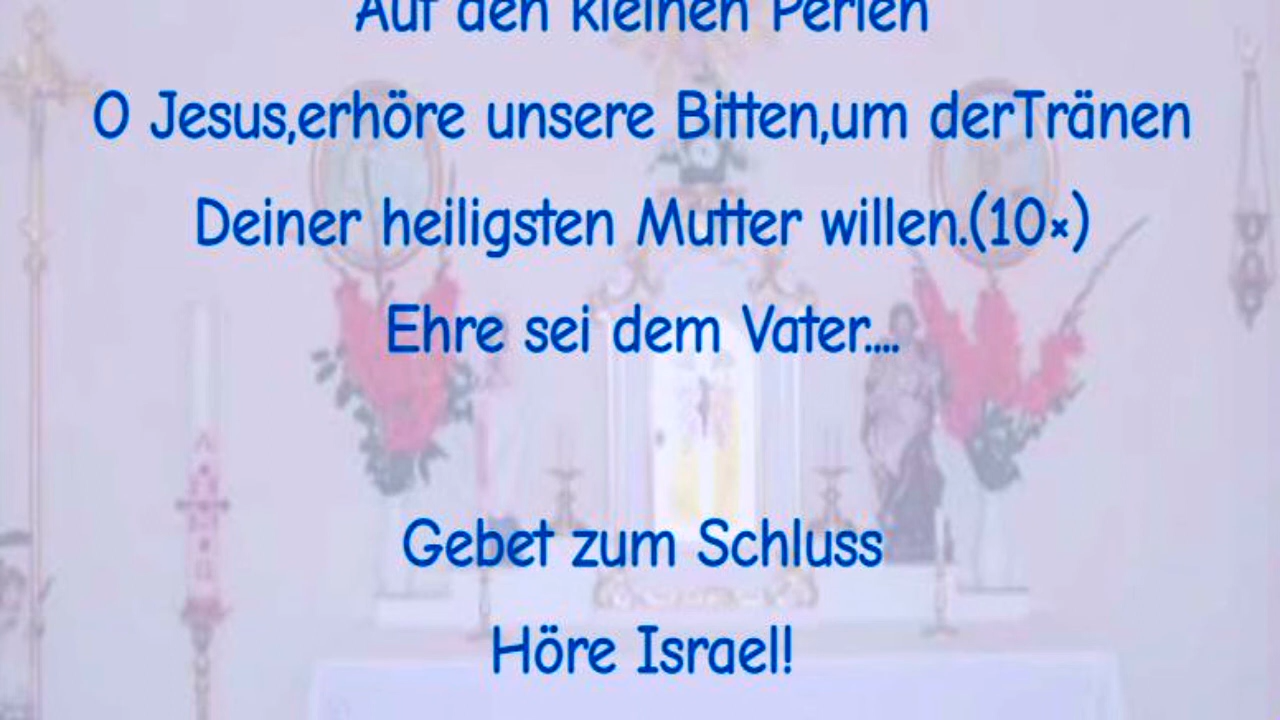 Auf den kleinen Perlen
O Jesus,erhöre unsere Bitten,um derTränen
Deiner heiligsten Mutter willen.(10×)
Ehre sei dem Vater....
Gebet zum Schluss
Höre Israel!